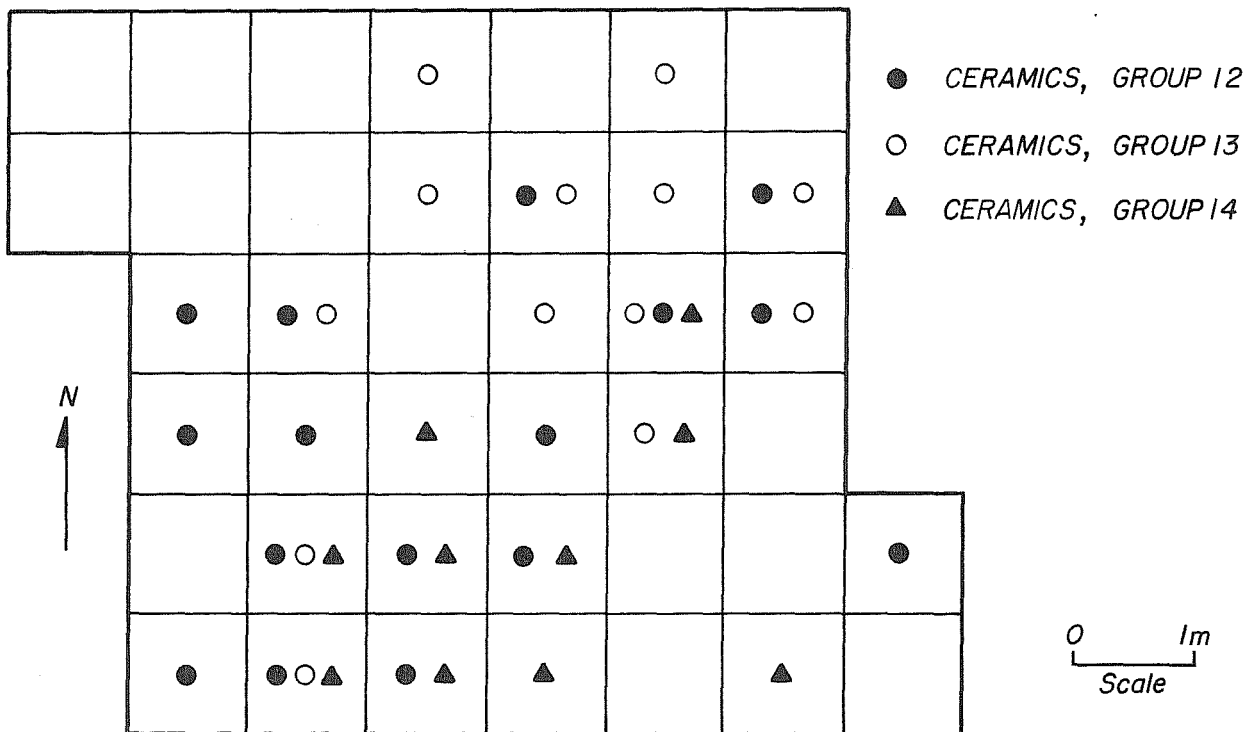 CERAMICS, GROUP 12
CERAMICS, GROUP 13
CERAMICS, GROUP 14
N
0 1m
Scale